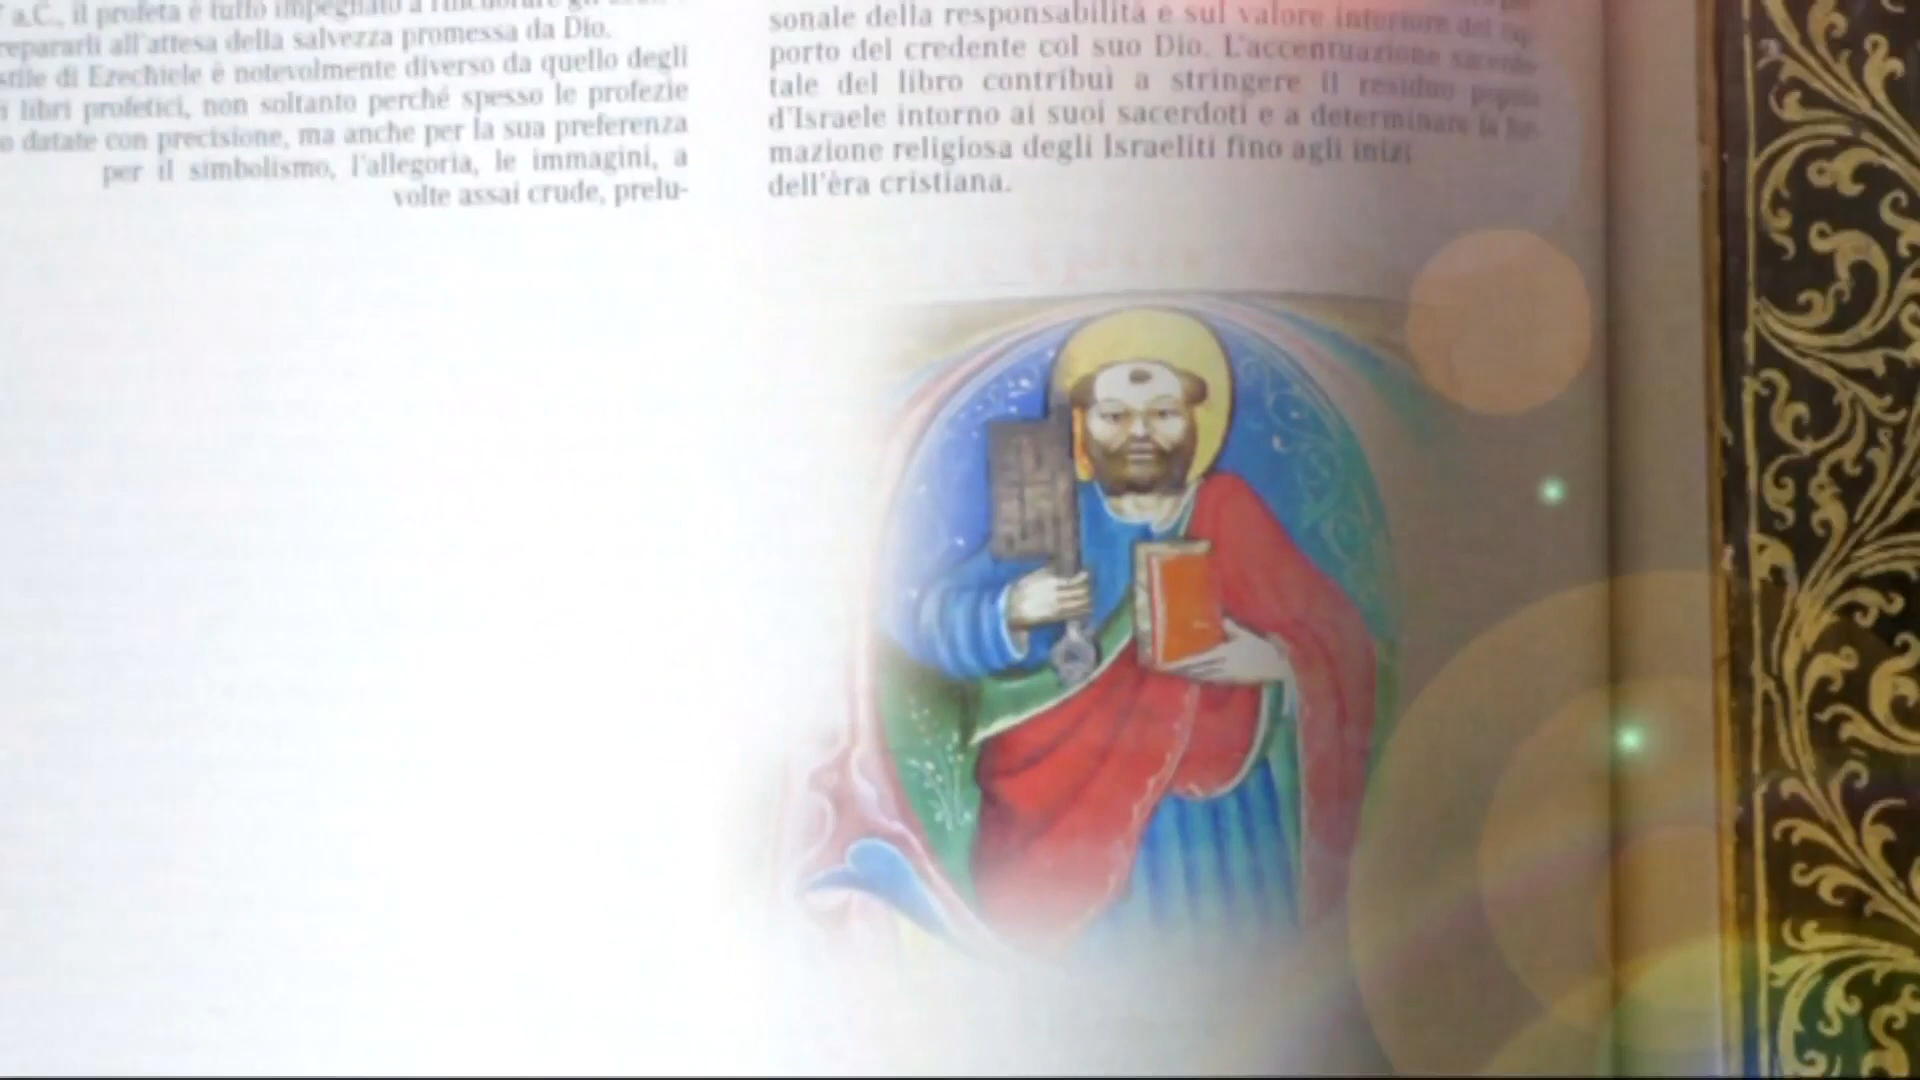 a.C., il profeta è tutto impegnato a
repararli all'attesa della salvezza promessa da Dio.
stile di Ezechiele è notevolmente diverso da quello degli
i libri profetici, non soltanto perché spesso le profezie
o datate con precisione, ma anche per la sua preferenza
per il simbolismo, l'allegoria, le immagini, a
volte assai crude, prelu-
sonale della responsabilità e sul valore interiore del
porto del credente col suo Dio. L'accentuazione
tale del libro contribuì a stringere il residuo popolo
d'Israele intorno ai suoi sacerdoti e a determinare la for-
mazione religiosa degli Israeliti fino agli inizi
dell'èra cristiana.